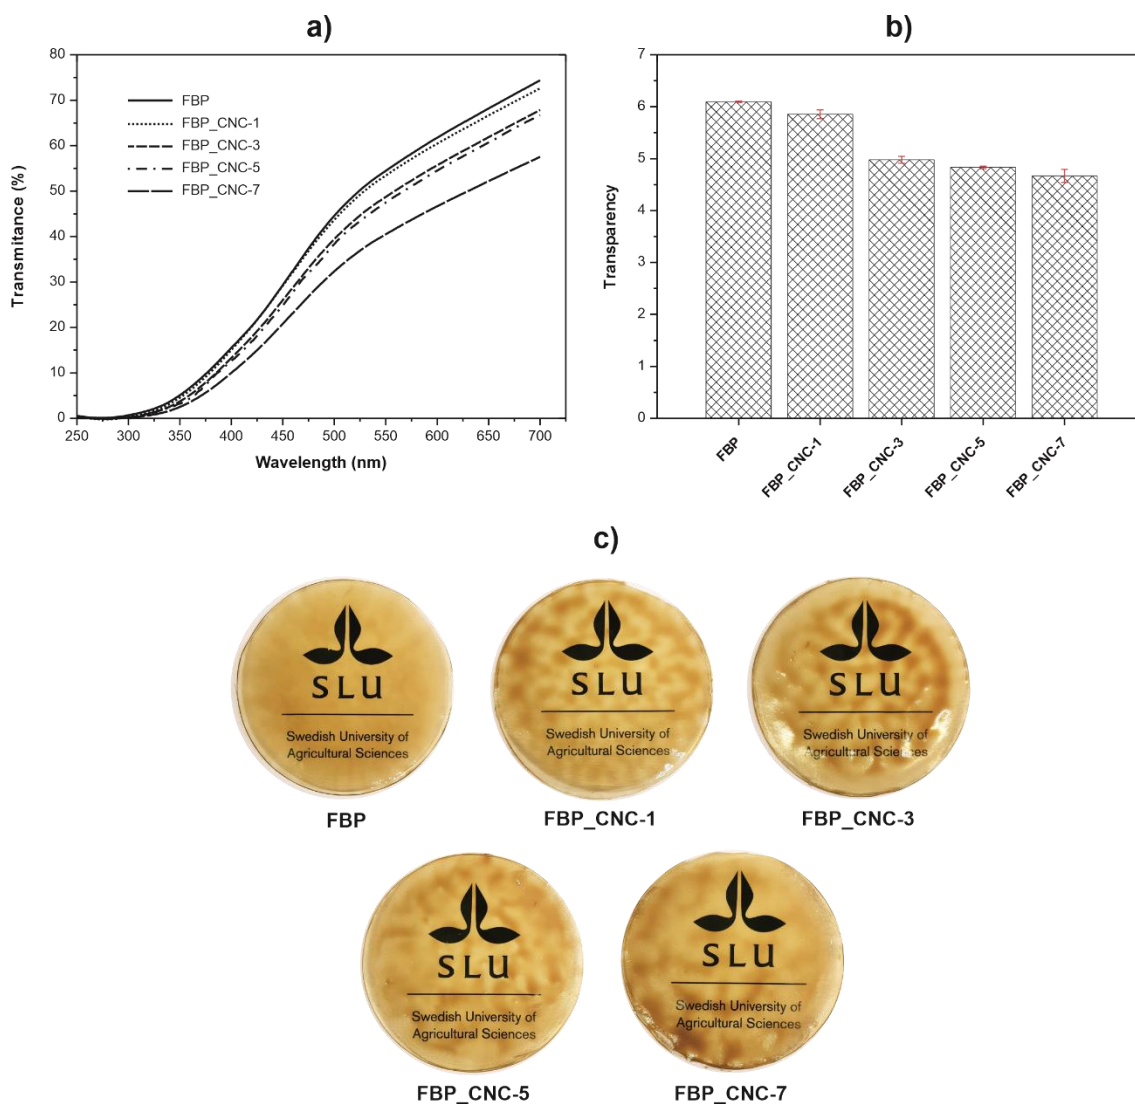 a)
80
70
60
50
40
30
20
10
0
Transmitance (%)
FBP
FBP_CNC-1
FBP_CNC-3
FBP_CNC-5
FBP_CNC-7
250 300 350 400 450 500 550 600 650 700
Wavelength (nm)
b)
7
6
5
4
3
2
1
0
Transparency
FBP
FBP_CNC-1
FBP_CNC-3
FBP_CNC-5
FBP_CNC-7
c)
SLU
Swedish University of
Agricultural Sciences
FBP
SLU
Swedish University of
Agricultural Sciences
FBP_CNC-1
SLU
Swedish University of
Agricultural Sciences
FBP_CNC-3
SLU
Swedish University of
Agricultural Sciences
FBP_CNC-5
SLU
Swedish University of
Agricultural Sciences
FBP_CNC-7